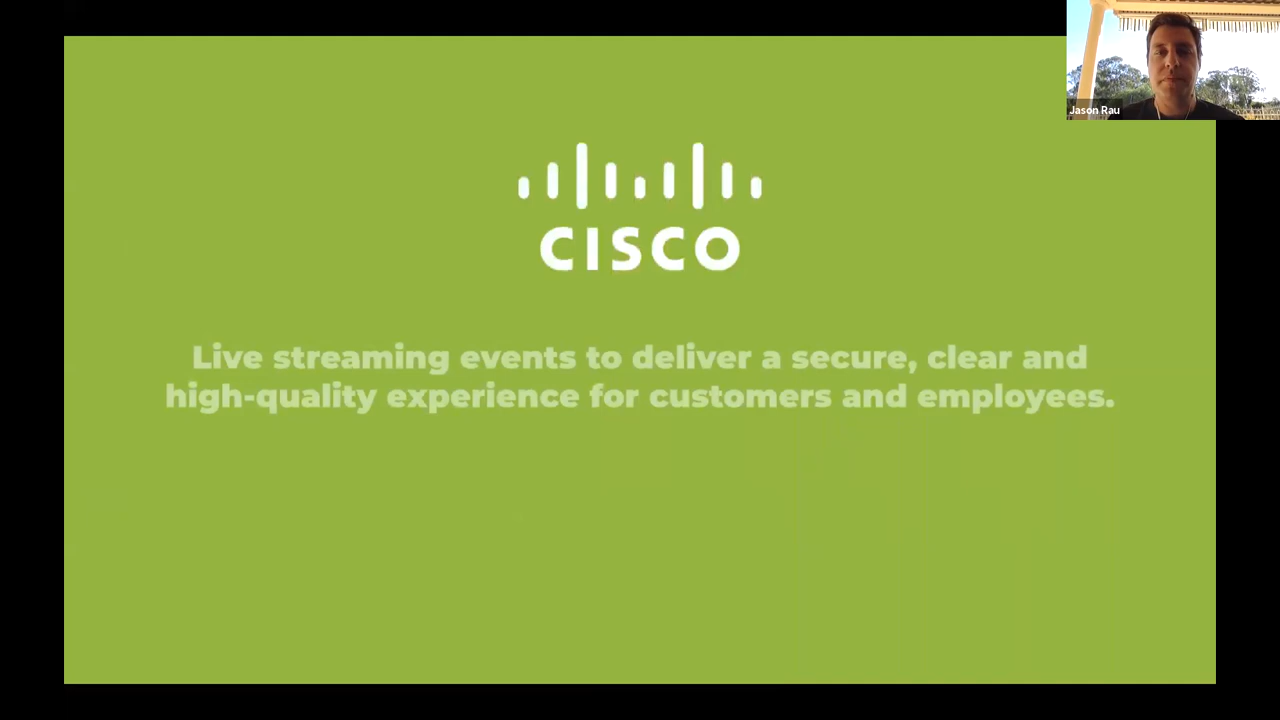 Jason Rau
CISCO
Live streaming events to deliver a secure, clear and
high-quality experience for customers and employees.